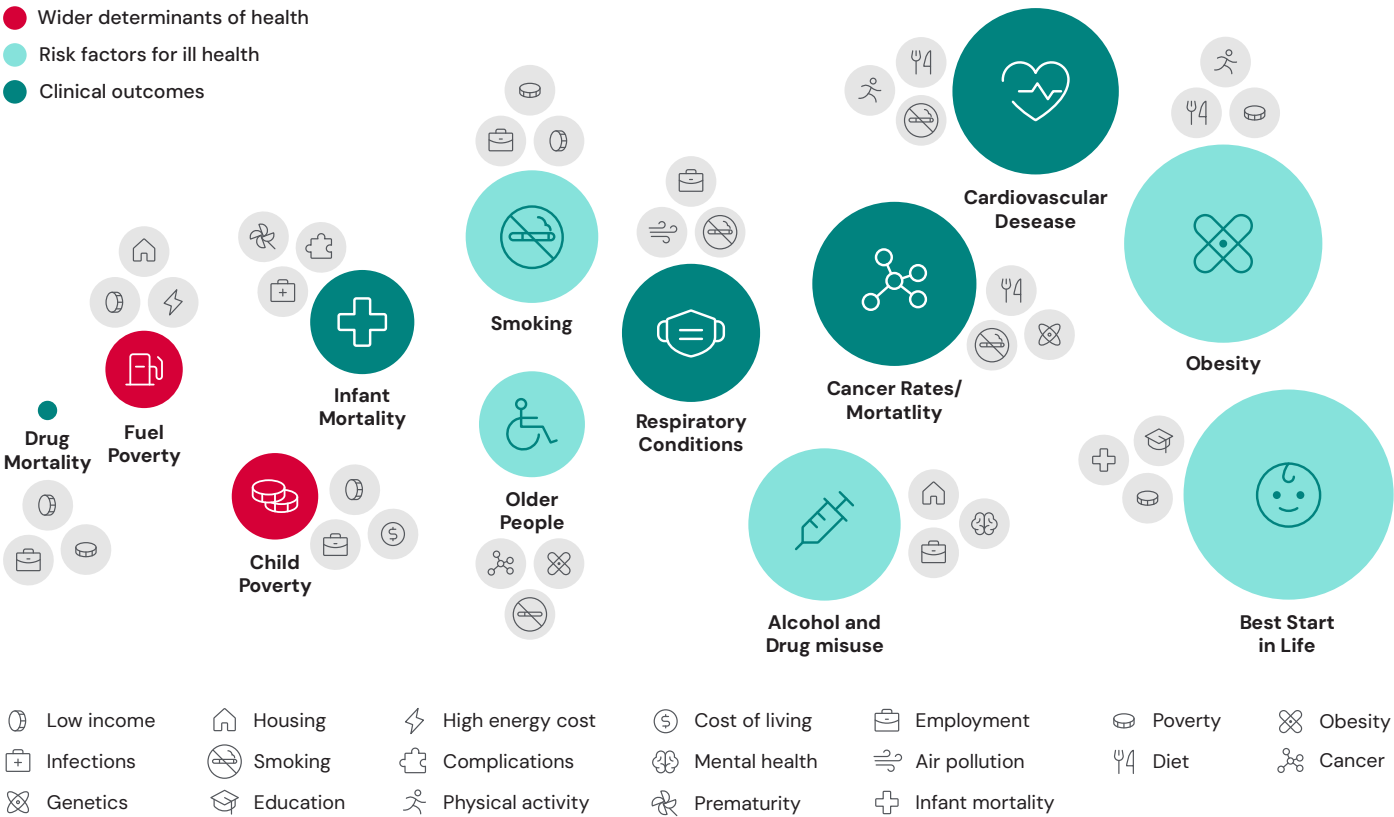 Wider determinants of health
Risk factors for ill health
Clinical outcomes
Cardiovascular
Desease
Smoking
Obesity
Infant
Mortality
Cancer Rates/
Mortatlity
Respiratory
Conditions
Fuel
Poverty
Drug
Mortality
Older
People
Child
Poverty
Alcohol and
Drug misuse
Best Start
in Life
Low income
Housing
High energy cost
Cost of living
Employment
Poverty
Obesity
Infections
Smoking
Complications
Mental health
Air pollution
Diet
Cancer
Genetics
Education
Physical activity
Prematurity
Infant mortality